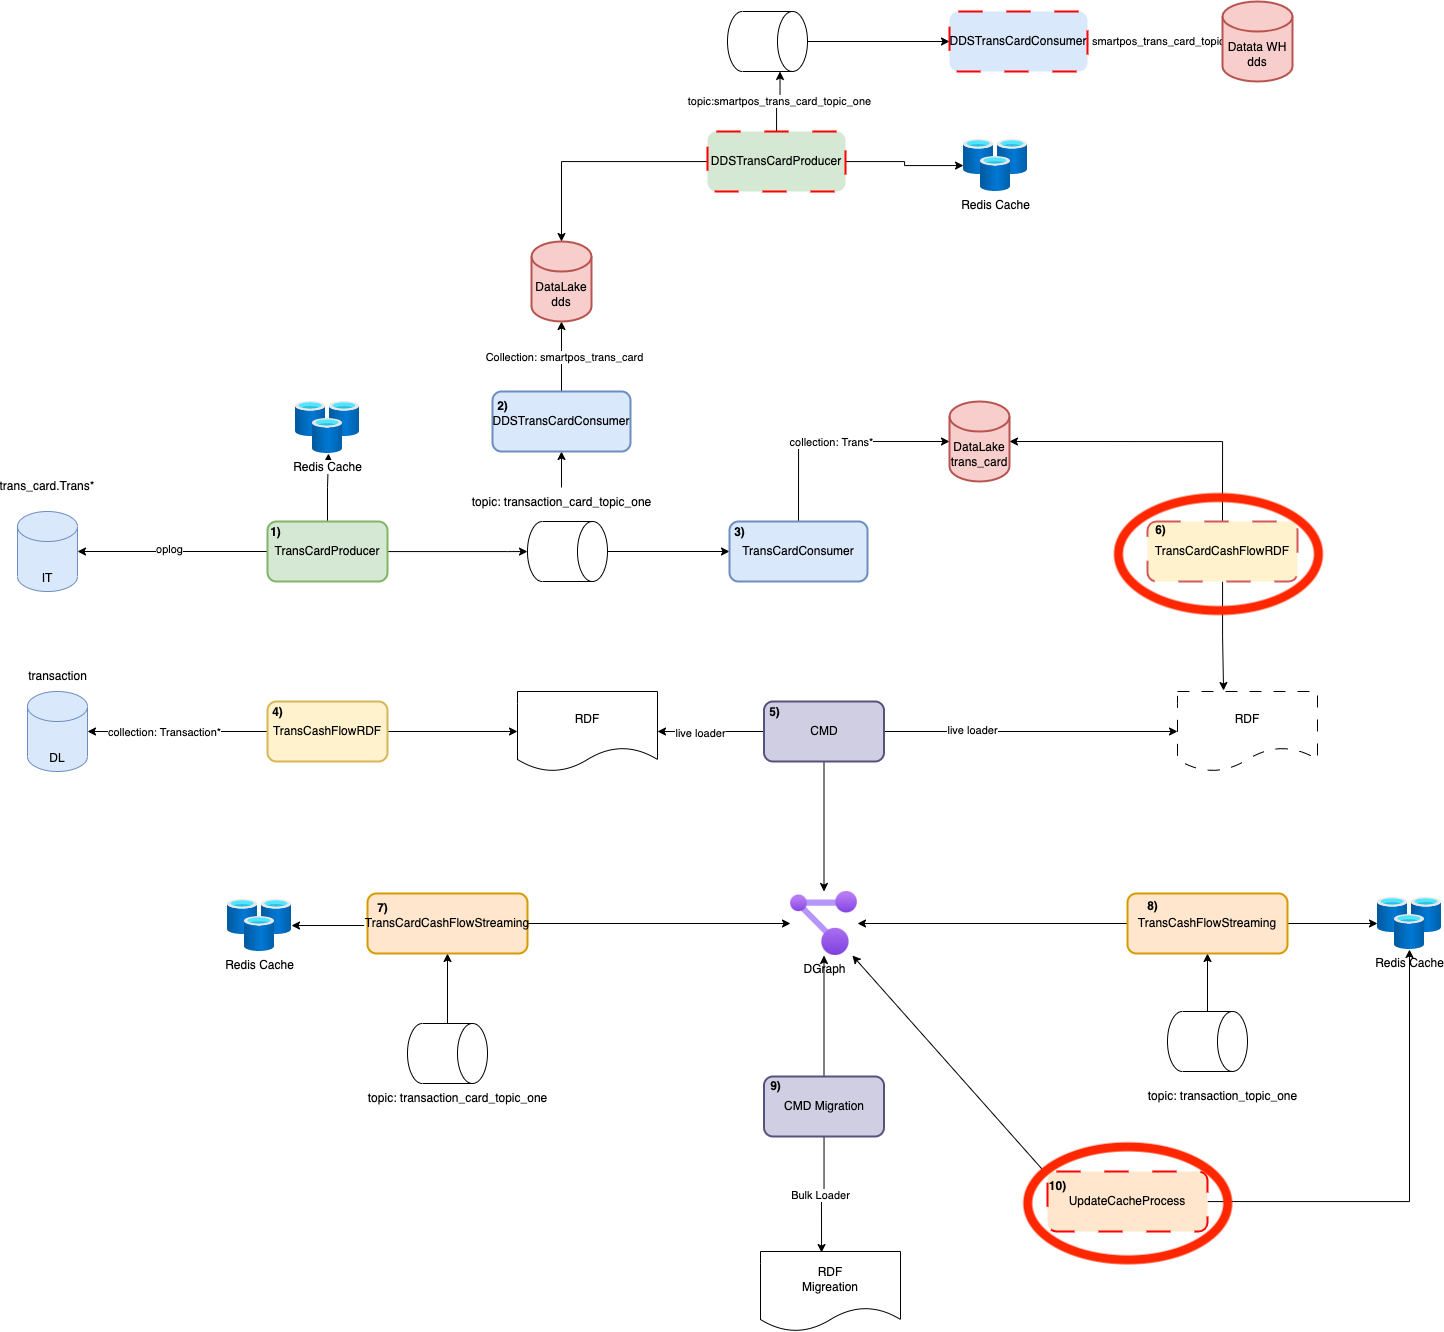 DDSTransCardConsumer
smartpos_trans_card_topic
Datata WH
dds
topic:smartpos_trans_card_topic_one
DDSTransCardProducer
Redis Cache
DataLake
dds
Collection: smartpos_trans_card
2)
DDSTransCardConsumer
Redis Cache
collection: Trans*
DataLake
trans_card
trans_card.Trans*
topic: transaction_card_topic_one
IT
oplog
1)
TransCardProducer
3)
TransCardConsumer
6)
TransCardCashFlowRDF
transaction
DL
collection: Transaction*
4)
TransCashFlowRDF
RDF
live loader
5)
CMD
live loader
RDF
Redis Cache
7)
TransCardCashFlowStreaming
DGraph
8)
TransCashFlowStreaming
Redis Cache
topic: transaction_card_topic_one
9)
CMD Migration
topic: transaction_topic_one
Bulk Loader
10)
UpdateCacheProcess
RDF
Migreation